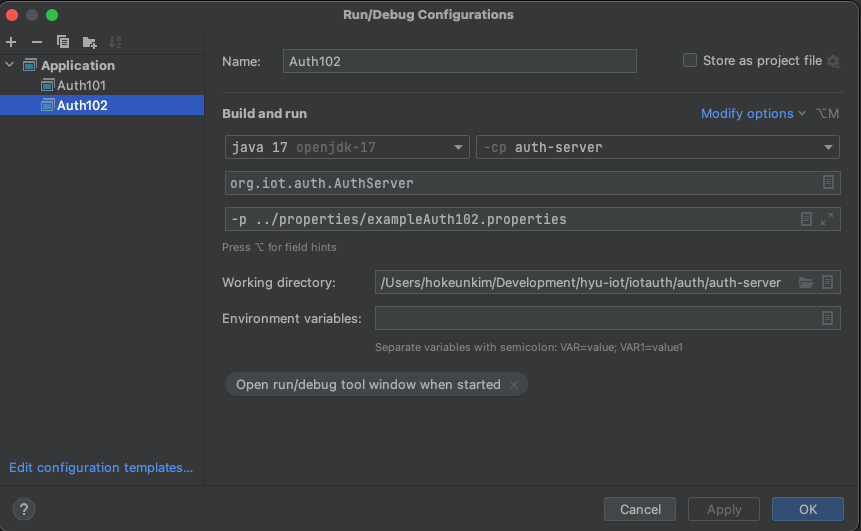 Run/Debug Configurations
Application
Auth101
Auth102
Edit configuration templates...
Name: Auth102 Store as project file
Build and run Modify options ⌥M
java 17 openjdk-17 -cp auth-server
org.iot.auth.AuthServer
-p ../properties/exampleAuth102.properties
Press ⌥ for field hints
Working directory: /Users/hokeunkim/Development/hyu-iot/iotauth/auth/auth-server
Environment variables:
Separate variables with semicolon: VAR=value; VAR1=value1
Open run/debug tool window when started
? Cancel Apply OK